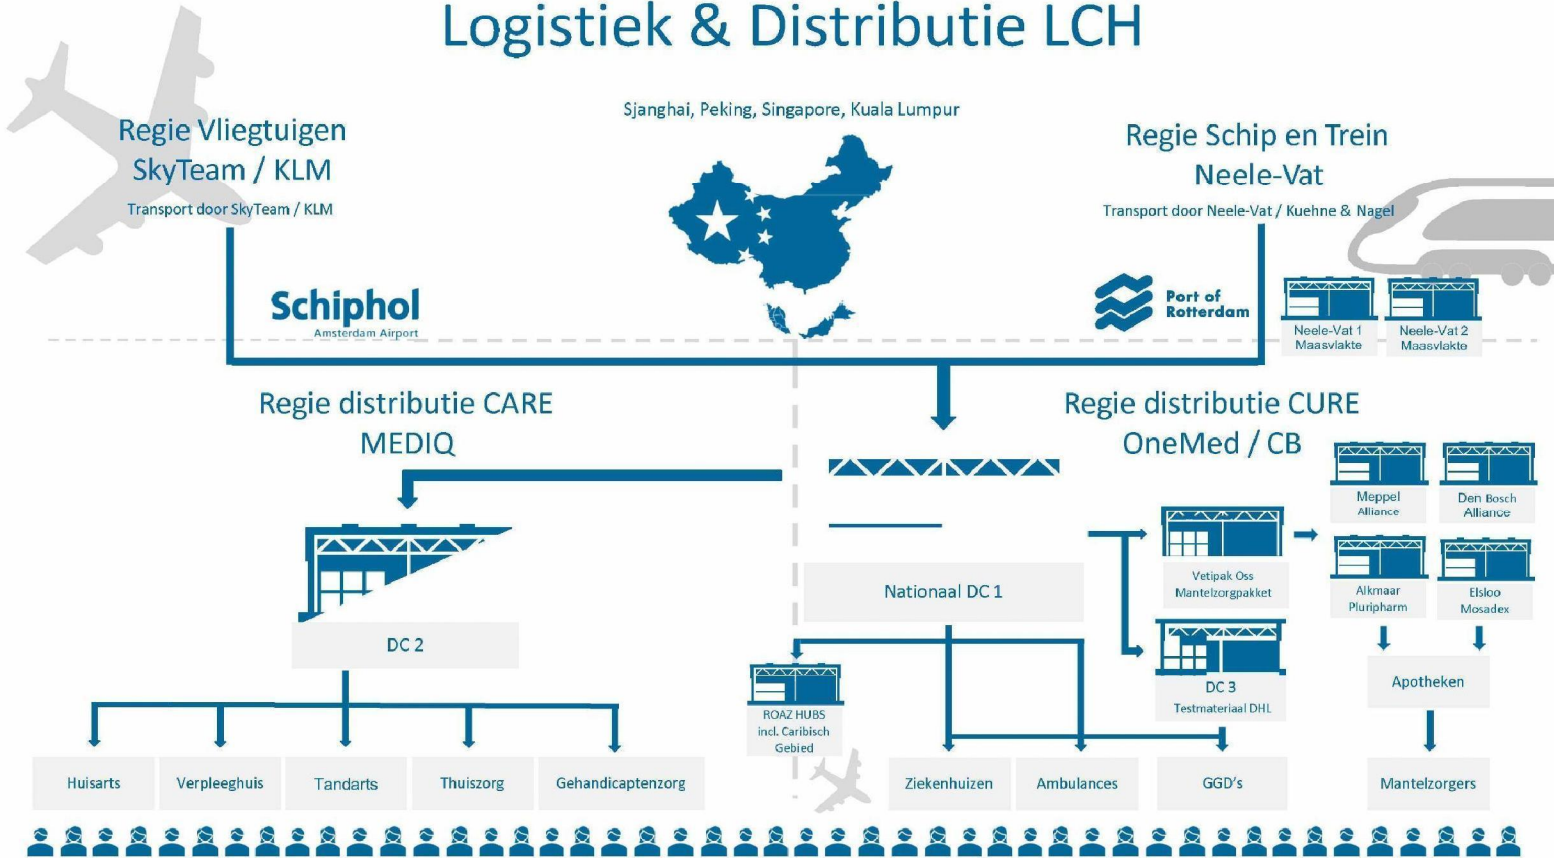 Logistiek & Distributie LCH
Sjanghai, Peking, Singapore, Kuala Lumpur
Regie Vliegtuigen
SkyTeam / KLM
Transport door SkyTeam / KLM
Regie Schip en Trein
Neele-Vat
Transport door Neele-Vat / Kuehne & Nagel
Schiphol
Amsterdam Airport
Port of
Rotterdam
Neele-Vat 1
Maasvlakte
Neele-Vat 2
Maasvlakte
Regie distributie CARE
MEDIQ
Regie distributie CURE
OneMed / CB
Meppel
Alliance
Den Bosch
Alliance
Vetipak Oss
Mantelzorgpakket
Alkmaar
Pluripharm
Elsloo
Mosadex
Nationaal DC 1
DC 2
DC 3
Testmateriaal DHL
Apotheken
ROAZ HUBS
incl. Caribisch
Gebied
Huisarts
Verpleeghuis
Tandarts
Thuiszorg
Gehandicaptenzorg
Ziekenhuizen
Ambulances
GGD's
Mantelzorgers